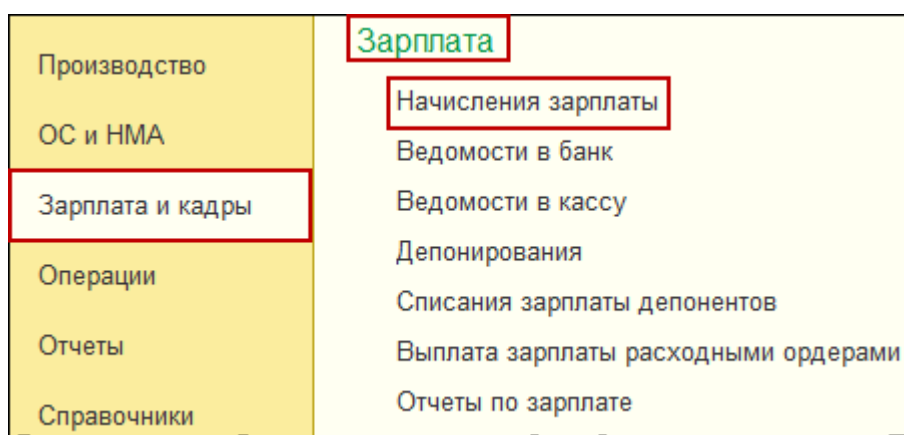 Производство
ОС и НМА
Зарплата и кадры
Операции
Отчеты
Справочники
Зарплата
Начисления зарплаты
Ведомости в банк
Ведомости в кассу
Депонирования
Списания зарплаты депонентов
Выплата зарплаты расходными ордерами
Отчеты по зарплате